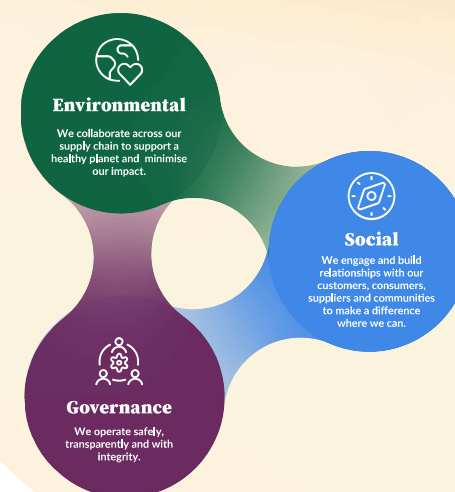 Environmental
We collaborate across our
supply chain to support a
healthy planet and minimise
our impact.
Social
We engage and build
relationships with our
customers, consumers,
suppliers and communities
to make a difference
where we can.
Governance
We operate safely,
transparently and with
integrity.